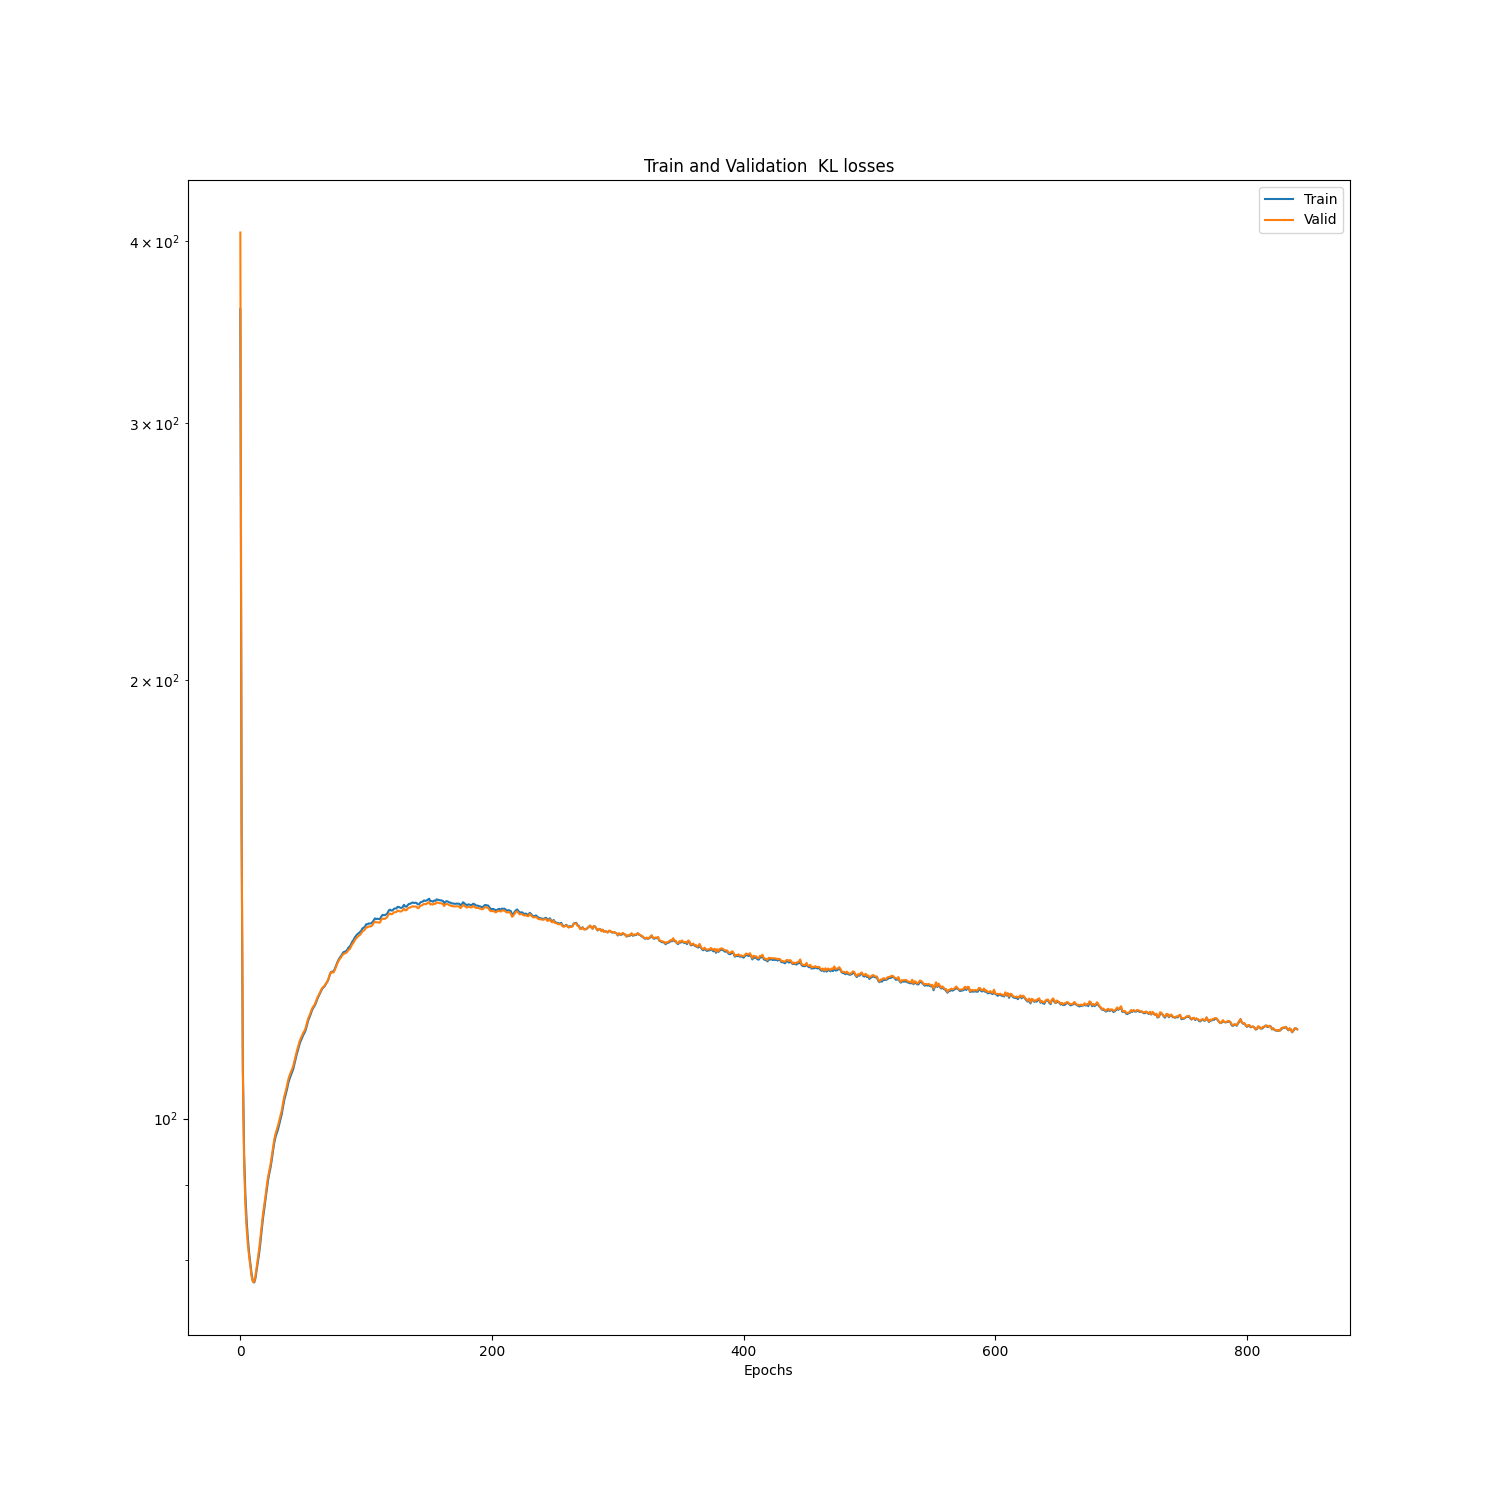 Train and Validation  KL losses
Train
Valid
4 × 10²
3 × 10²
2 × 10²
10²
0 200 400 600 800
Epochs